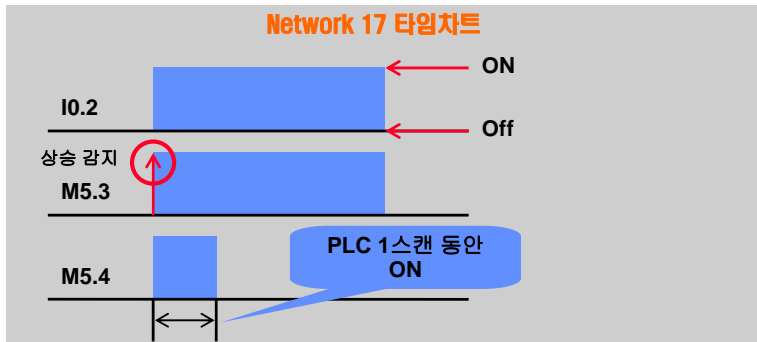 Network 17 타임차트
ON
I0.2
Off
상승 감지
M5.3
PLC 1스캔 동안
ON
M5.4